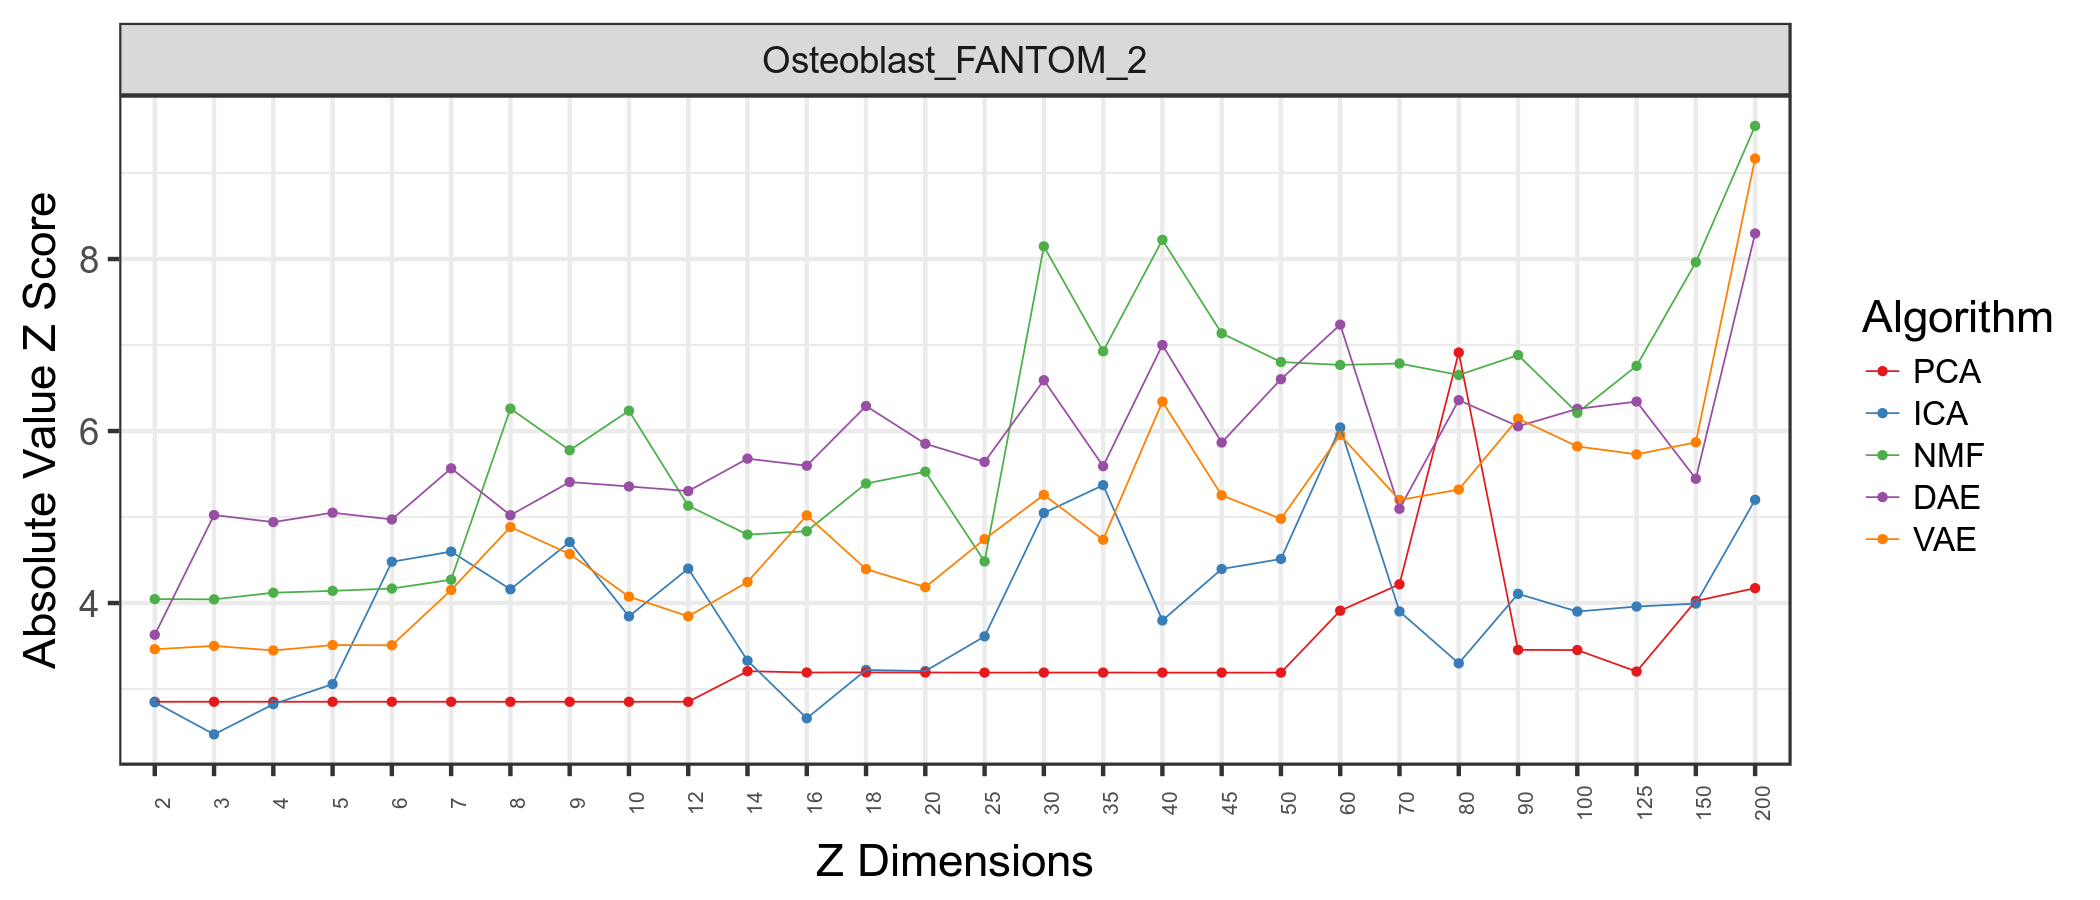 Osteoblast_FANTOM_2
Absolute Value Z Score
8
6
4
2 3 4 5 6 7 8 9 10 12 14 16 18 20 25 30 35 40 45 50 60 70 80 90 100 125 150 200
Z Dimensions
Algorithm
PCA
ICA
NMF
DAE
VAE